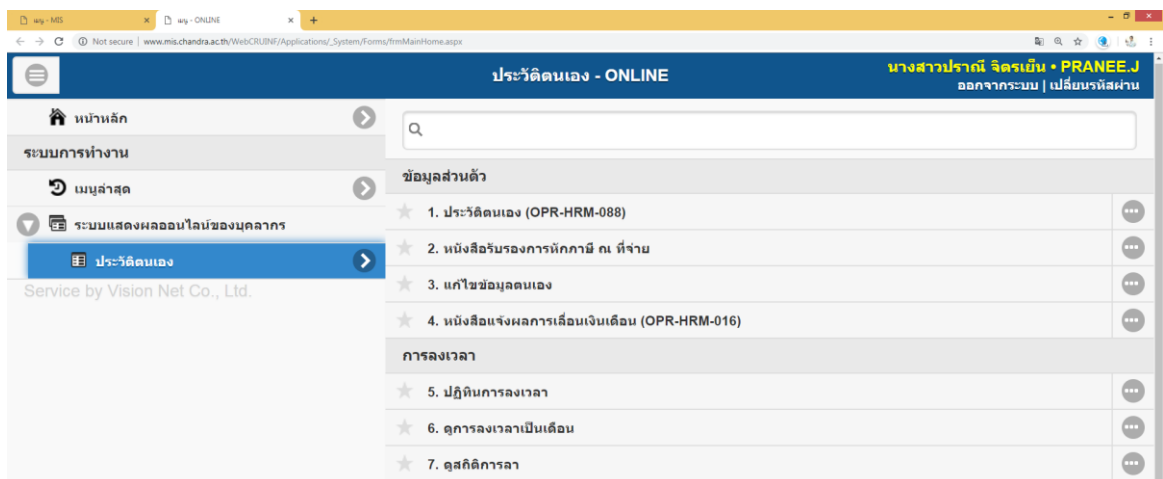 เมนู - MIS
เมนู - ONLINE
Not secure | www.mis.chandra.ac.th/WebCRUINF/Applications/_System/Forms/frmMainHome.aspx
ประวัติตนเอง - ONLINE
นางสาวปราณี จิตรเย็น • PRANEE.J
ออกจากระบบ | เปลี่ยนรหัสผ่าน
หน้าหลัก
ระบบการทำงาน
เมนูล่าสุด
ระบบแสดงผลออนไลน์ของบุคลากร
ประวัติตนเอง
Service by Vision Net Co., Ltd.
ข้อมูลส่วนตัว
1. ประวัติตนเอง (OPR-HRM-088)
2. หนังสือรับรองการหักภาษี ณ ที่จ่าย
3. แก้ไขข้อมูลตนเอง
4. หนังสือแจ้งผลการเลื่อนเงินเดือน (OPR-HRM-016)
การลงเวลา
5. ปฏิทินการลงเวลา
6. ดูการลงเวลาเป็นเดือน
7. ดูสถิติการลา